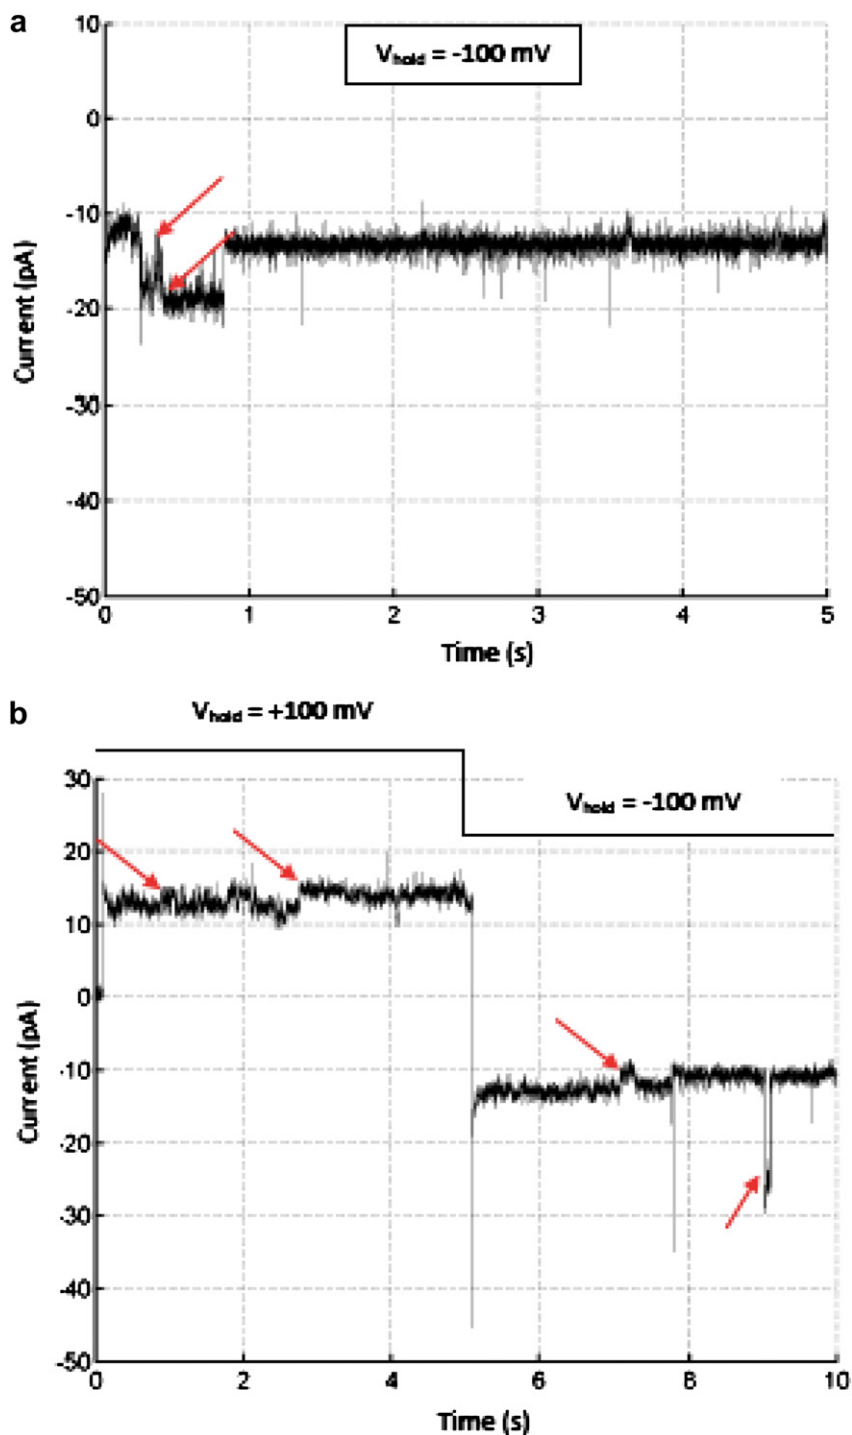 a
V_hold = -100 mV
10
0
-10
-20
-30
-40
-50
Current (pA)
0 1 2 3 4 5
Time (s)
b
V_hold = +100 mV
V_hold = -100 mV
30
20
10
0
-10
-20
-30
-40
-50
Current (pA)
0 2 4 6 8 10
Time (s)